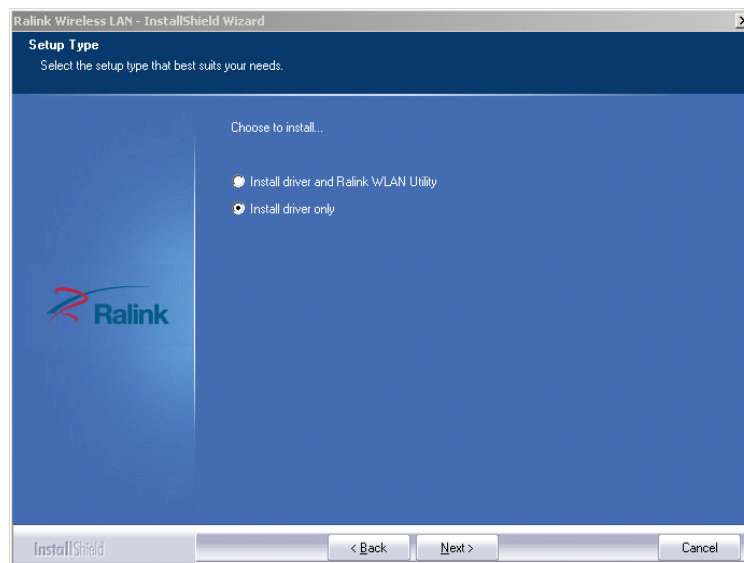 Ralink Wireless LAN - InstallShield Wizard
Setup Type
Select the setup type that best suits your needs.
Choose to install...
Install driver and Ralink WLAN Utility
Install driver only
Ralink
InstallShield
< Back
Next >
Cancel